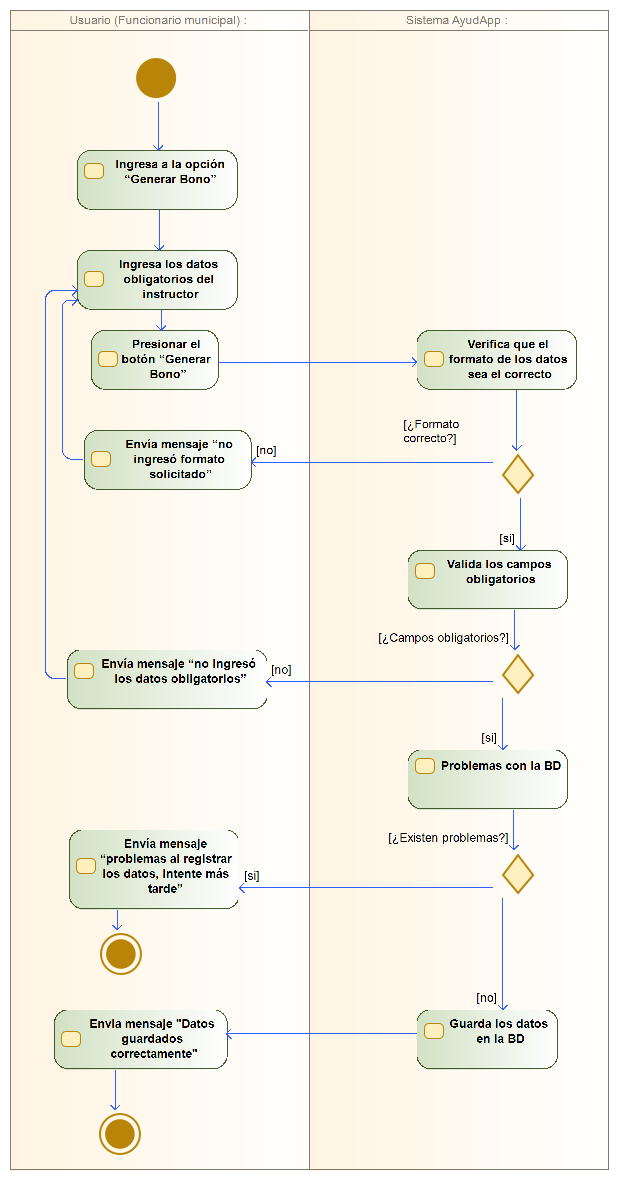 Usuario (Funcionario municipal) :
Sistema AyudApp :
Ingresa a la opción
“Generar Bono”
Ingresa los datos
obligatorios del
instructor
Presionar el
botón “Generar
Bono”
Verifica que el
formato de los datos
sea el correcto
[¿Formato
correcto?]
Envía mensaje “no
ingresó formato
solicitado”
[no]
[si]
Valida los campos
obligatorios
[¿Campos obligatorios?]
Envía mensaje “no ingresó
los datos obligatorios”
[no]
[si]
Problemas con la BD
[¿Existen problemas?]
Envía mensaje
“problemas al registrar
los datos, intente más
tarde”
[si]
[no]
Guarda los datos
en la BD
Envía mensaje "Datos
guardados
correctamente"